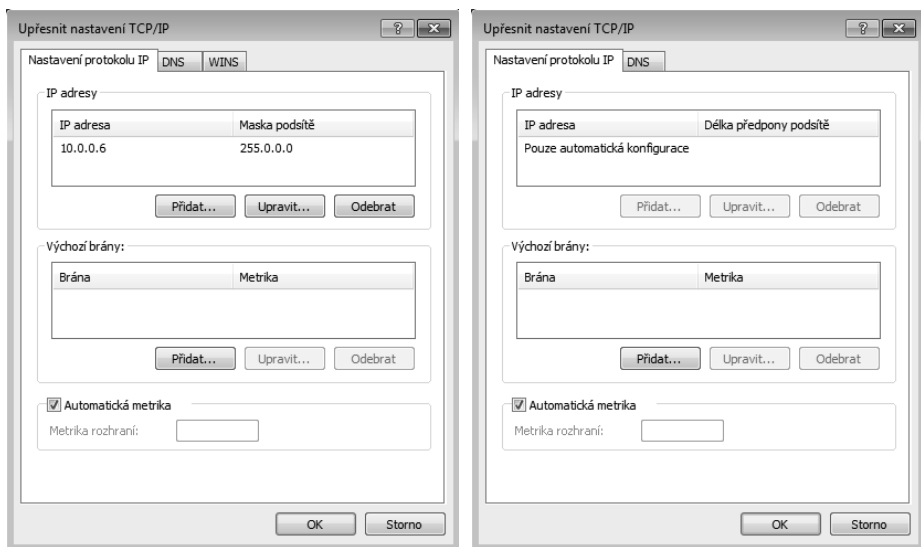 Upřesnit nastavení TCP/IP
Nastavení protokolu IP DNS WINS
IP adresy
IP adresa Maska podsítě
10.0.0.6 255.0.0.0
Přidat... Upravit... Odebrat
Výchozí brány:
Brána Metrika
Přidat... Upravit... Odebrat
Automatická metrika
Metrika rozhraní:
OK Storno
Upřesnit nastavení TCP/IP
Nastavení protokolu IP DNS
IP adresy
IP adresa Délka předpony podsítě
Pouze automatická konfigurace
Přidat... Upravit... Odebrat
Výchozí brány:
Brána Metrika
Přidat... Upravit... Odebrat
Automatická metrika
Metrika rozhraní:
OK Storno